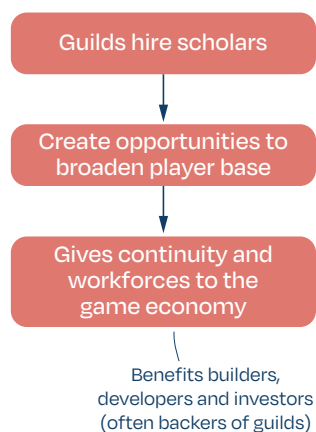 Guilds hire scholars
Create opportunities to
broaden player base
Gives continuity and
workforces to the
game economy
Benefits builders,
developers and investors
(often backers of guilds)